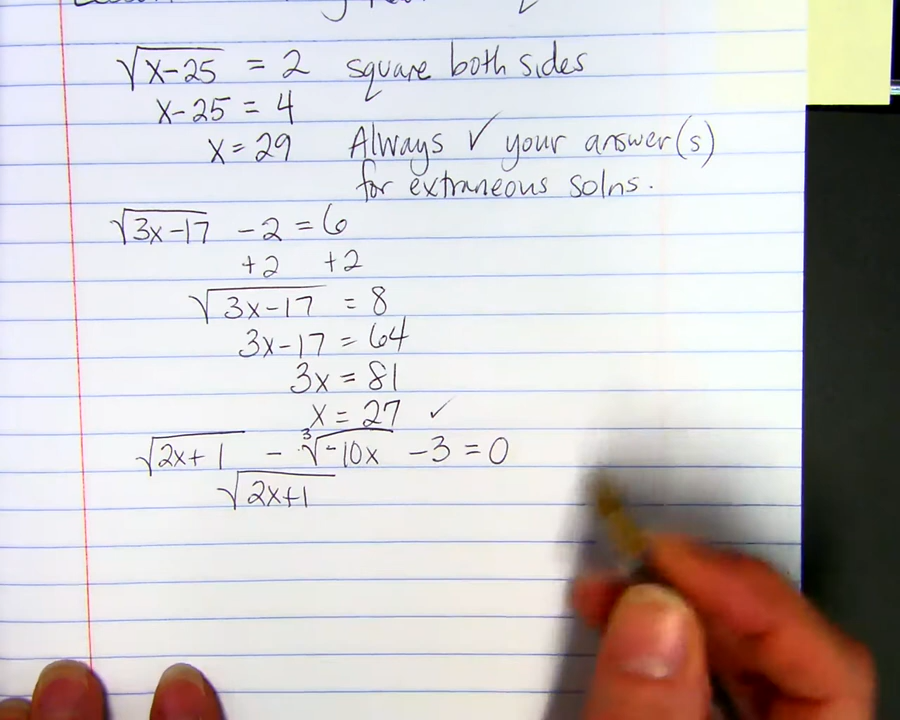 √x-25 = 2 square both sides
x-25 = 4
x = 29 Always ✓ your answer(s)
for extraneous solns.
√3x-17 -2 = 6
+2 +2
√3x-17 = 8
3x-17 = 64
3x = 81
x = 27 ✓
√2x+1 - ³√-10x -3 = 0
√2x+1